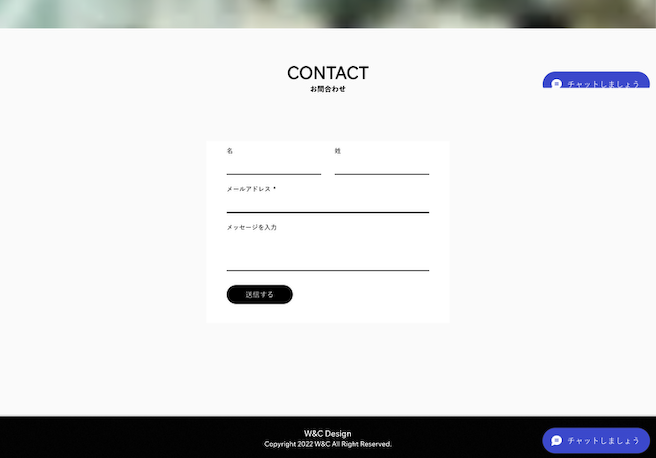 CONTACT
お問合わせ
チャットしましょう
名
姓
メールアドレス *
メッセージを入力
送信する
W&C Design
Copyright 2022 W&C All Right Reserved.
チャットしましょう